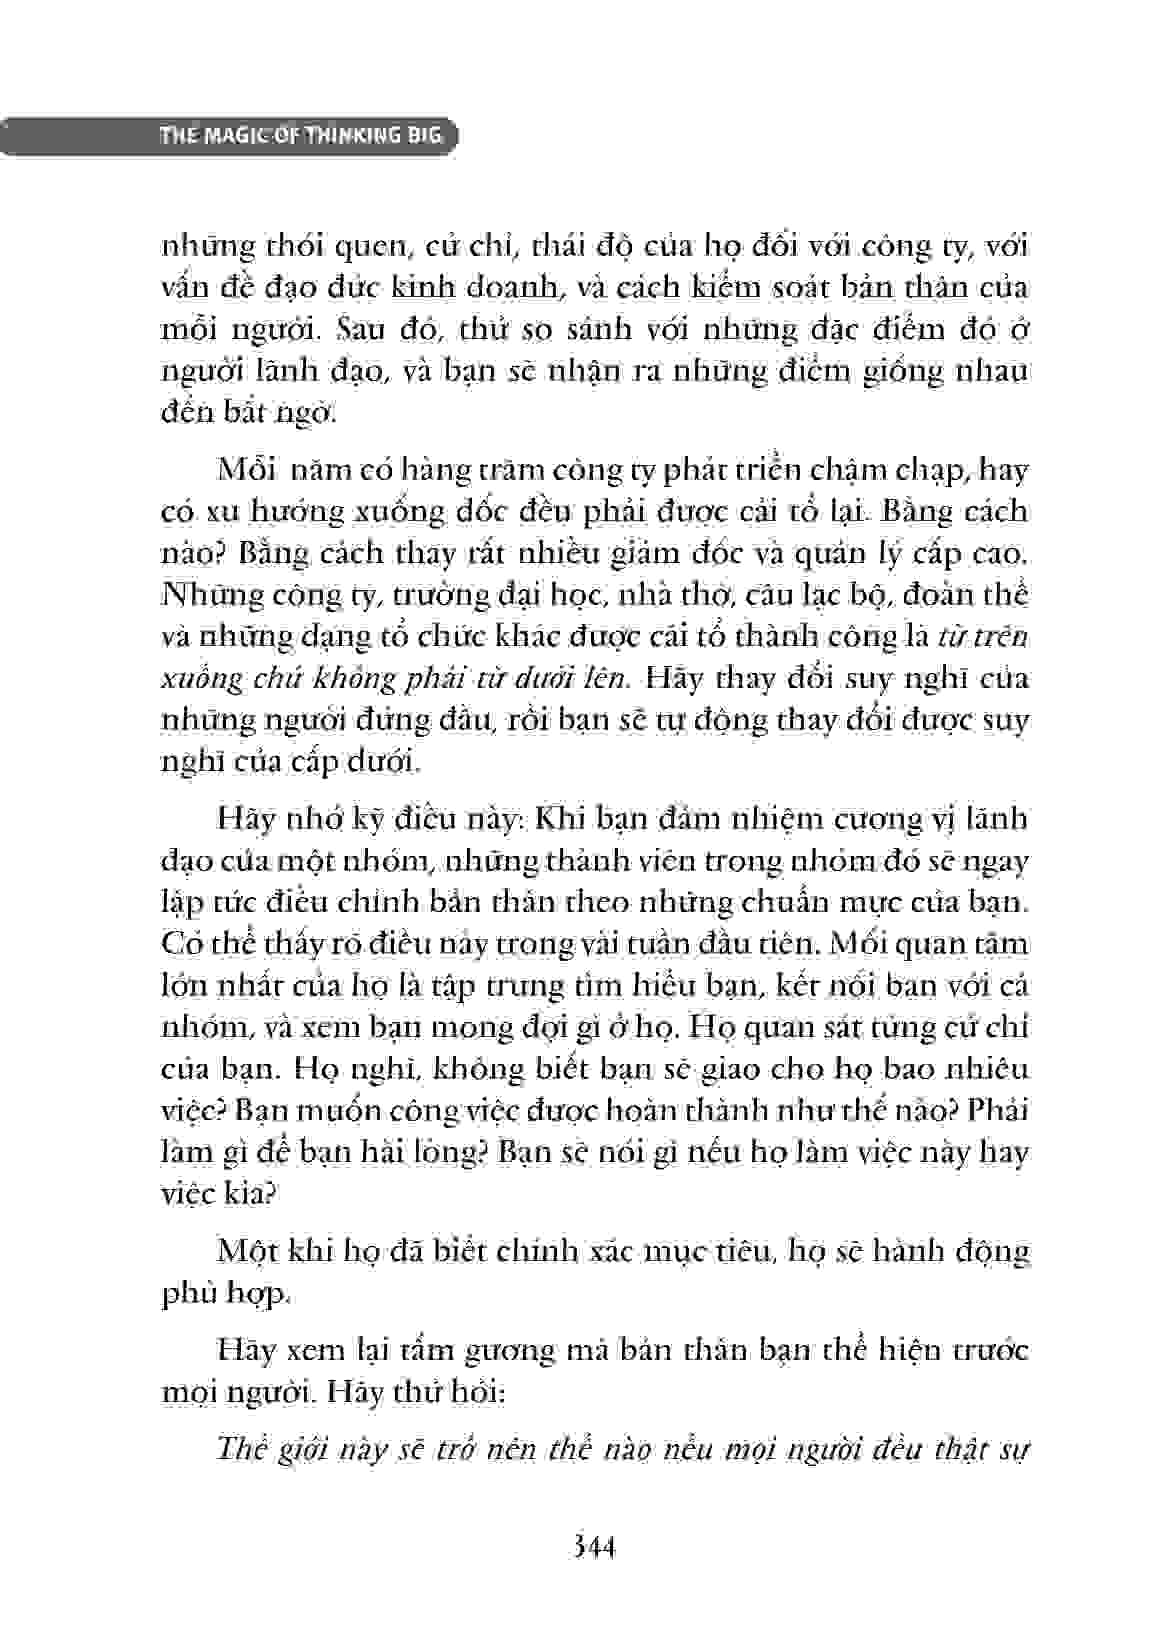 THE MAGIC OF THINKING BIG
những thói quen, cử chỉ, thái độ của họ đối với công ty, với
vấn đề đạo đức kinh doanh, và cách kiểm soát bản thân của
mỗi người. Sau đó, thử so sánh với những đặc điểm đó ở
người lãnh đạo, và bạn sẽ nhận ra những điểm giống nhau
đến bất ngờ.
Mỗi năm có hàng trăm công ty phát triển chậm chạp, hay
có xu hướng xuống dốc đều phải được cải tổ lại. Bằng cách
nào? Bằng cách thay rất nhiều giám đốc và quản lý cấp cao.
Những công ty, trường đại học, nhà thờ, câu lạc bộ, đoàn thể
và những dạng tổ chức khác được cải tổ thành công là từ trên
xuống chứ không phải từ dưới lên. Hãy thay đổi suy nghĩ của
những người đứng đầu, rồi bạn sẽ tự động thay đổi được suy
nghĩ của cấp dưới.
Hãy nhớ kỹ điều này: Khi bạn đảm nhiệm cương vị lãnh
đạo của một nhóm, những thành viên trong nhóm đó sẽ ngay
lập tức điều chỉnh bản thân theo những chuẩn mực của bạn.
Có thể thấy rõ điều này trong vài tuần đầu tiên. Mối quan tâm
lớn nhất của họ là tập trung tìm hiểu bạn, kết nối bạn với cả
nhóm, và xem bạn mong đợi gì ở họ. Họ quan sát từng cử chỉ
của bạn. Họ nghĩ, không biết bạn sẽ giao cho họ bao nhiêu
việc? Bạn muốn công việc được hoàn thành như thế nào? Phải
làm gì để bạn hài lòng? Bạn sẽ nói gì nếu họ làm việc này hay
việc kia?
Một khi họ đã biết chính xác mục tiêu, họ sẽ hành động
phù hợp.
Hãy xem lại tấm gương mà bản thân bạn thể hiện trước
mọi người. Hãy thử hỏi:
Thế giới này sẽ trở nên thế nào nếu mọi người đều thật sự
344